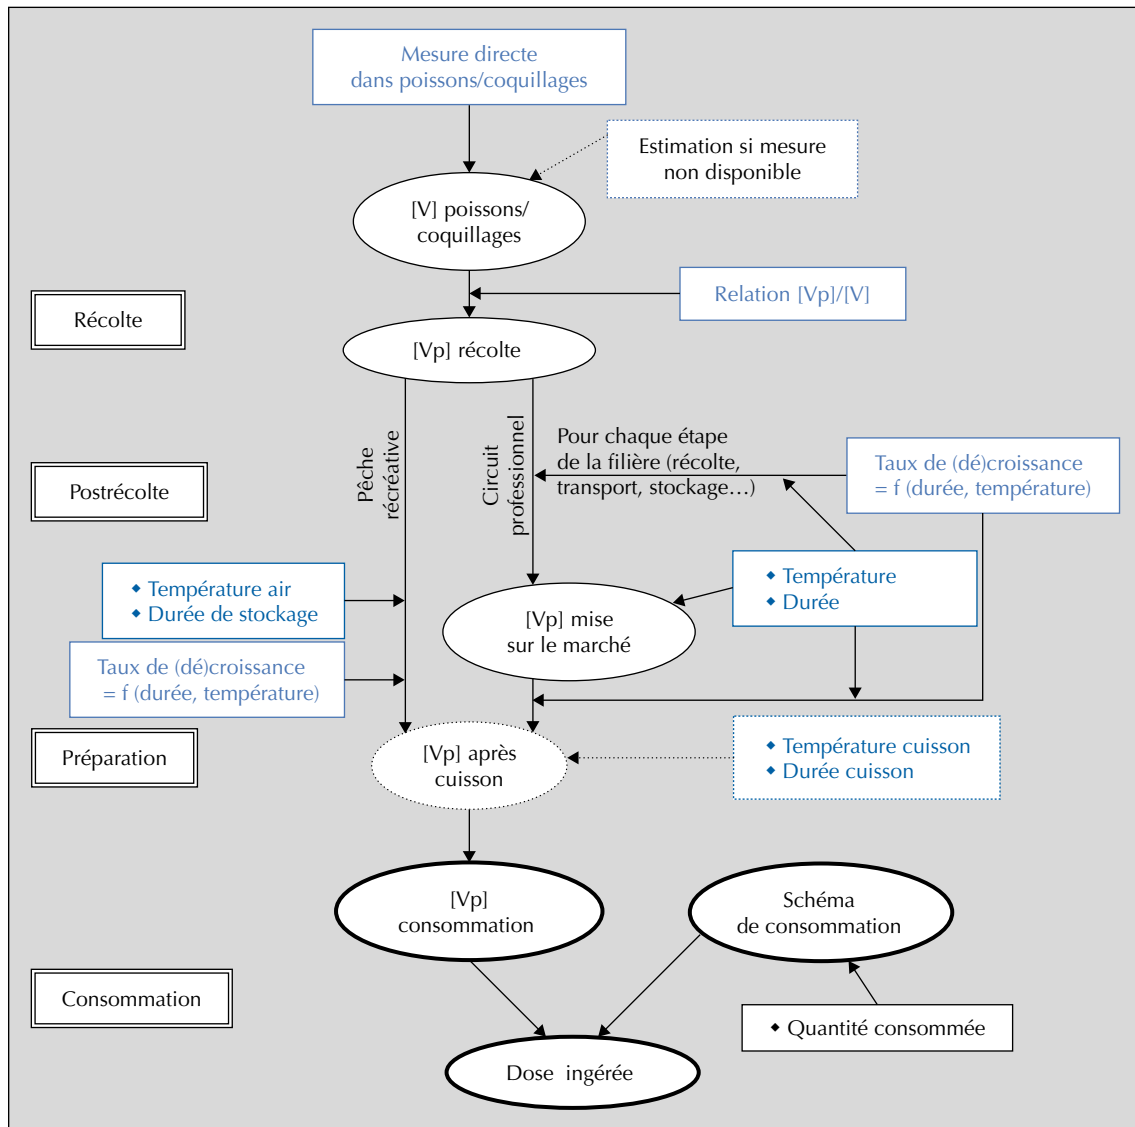 Mesure directe
dans poissons/coquillages
Estimation si mesure
non disponible
[V] poissons/
coquillages
Relation [Vp]/[V]
Récolte
[Vp] récolte
Pêche
récréative
Circuit
professionnel
Pour chaque étape
de la filière (récolte,
transport, stockage…)
Taux de (dé)croissance
= f (durée, température)
Postrécolte
◆ Température air
◆ Durée de stockage
◆ Température
◆ Durée
[Vp] mise
sur le marché
Taux de (dé)croissance
= f (durée, température)
Préparation
[Vp] après
cuisson
◆ Température cuisson
◆ Durée cuisson
[Vp]
consommation
Schéma
de consommation
Consommation
◆ Quantité consommée
Dose ingérée